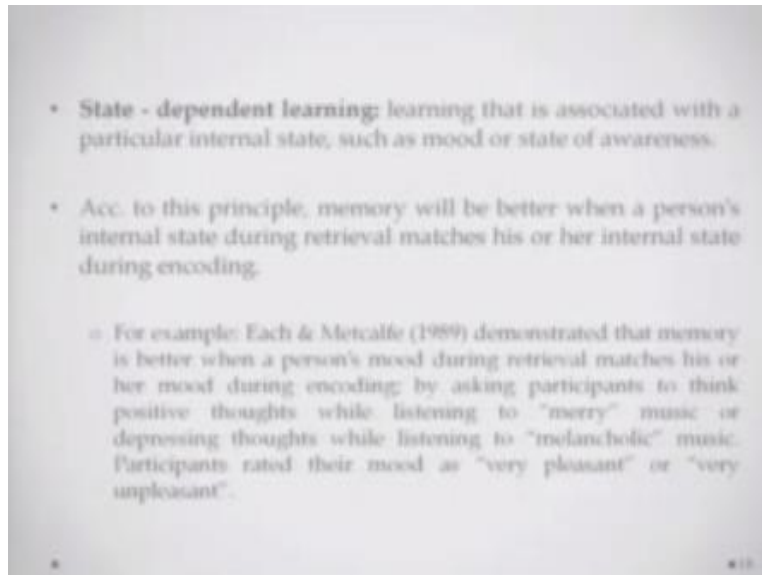 • State - dependent learning: learning that is associated with a
particular internal state, such as mood or state of awareness.
• Acc. to this principle, memory will be better when a person's
internal state during retrieval matches his or her internal state
during encoding.
○ For example: Each & Metcalfe (1989) demonstrated that memory
is better when a person's mood during retrieval matches his or
her mood during encoding; by asking participants to think
positive thoughts while listening to "merry" music or
depressing thoughts while listening to "melancholic" music.
Participants rated their mood as "very pleasant" or "very
unpleasant".